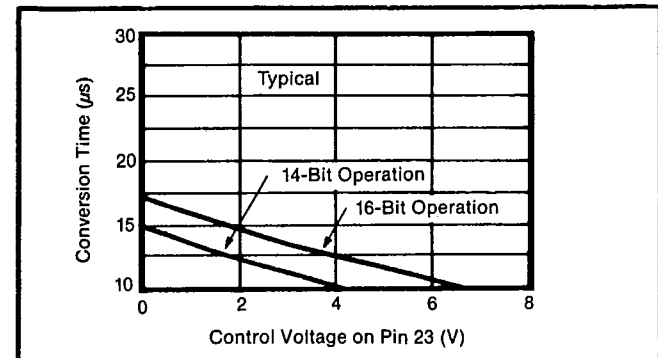 30
25
20
15
10
0
2
4
6
8
Conversion Time (µs)
Typical
14-Bit Operation
16-Bit Operation
Control Voltage on Pin 23 (V)